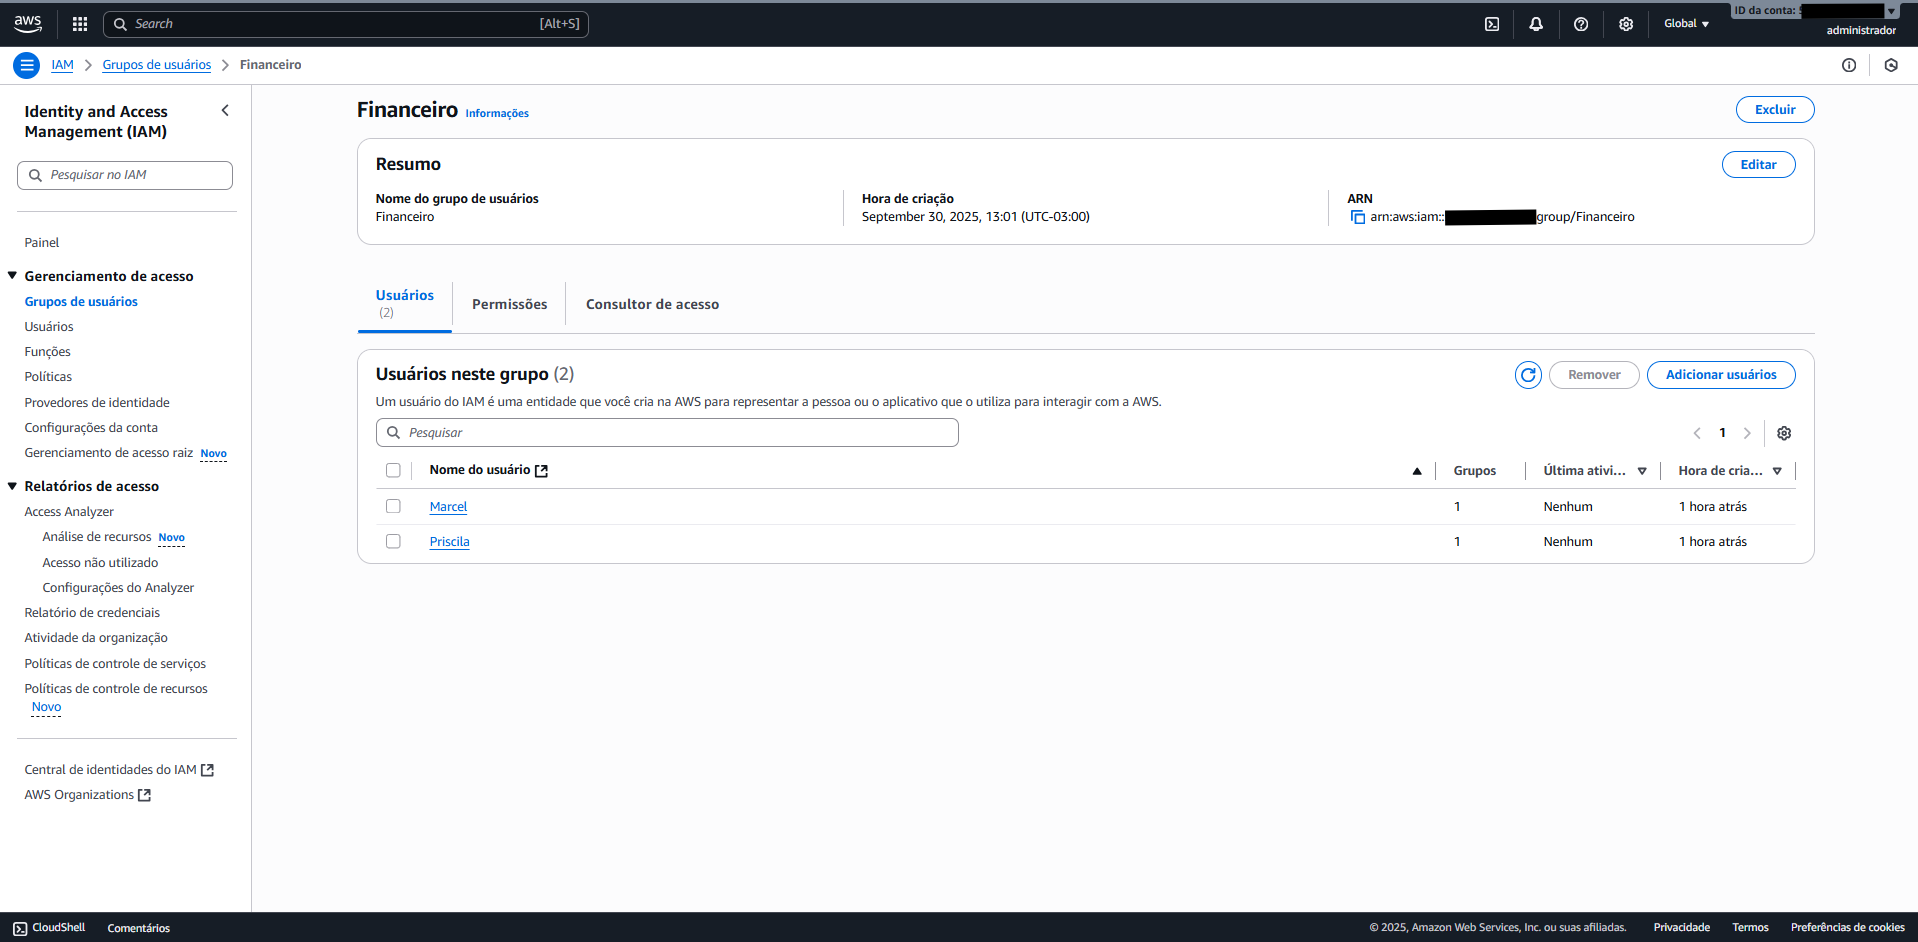 aws
Search [Alt+S]
Global
ID da conta:
administrador
IAM > Grupos de usuários > Financeiro
Identity and Access
Management (IAM)
Pesquisar no IAM
Painel
Gerenciamento de acesso
Grupos de usuários
Usuários
Funções
Políticas
Provedores de identidade
Configurações da conta
Gerenciamento de acesso raiz Novo
Relatórios de acesso
Access Analyzer
Análise de recursos Novo
Acesso não utilizado
Configurações do Analyzer
Relatório de credenciais
Atividade da organização
Políticas de controle de serviços
Políticas de controle de recursos
Novo
Central de identidades do IAM
AWS Organizations
Financeiro Informações
Excluir
Resumo
Editar
Nome do grupo de usuários
Financeiro
Hora de criação
September 30, 2025, 13:01 (UTC-03:00)
ARN
arn:aws:iam:: group/Financeiro
Usuários
(2)
Permissões
Consultor de acesso
Usuários neste grupo (2)
Remover
Adicionar usuários
Um usuário do IAM é uma entidade que você cria na AWS para representar a pessoa ou o aplicativo que o utiliza para interagir com a AWS.
Pesquisar
1
Nome do usuário Grupos Última ativi... Hora de cria...
Marcel 1 Nenhum 1 hora atrás
Priscila 1 Nenhum 1 hora atrás
CloudShell Comentários © 2025, Amazon Web Services, Inc. ou suas afiliadas. Privacidade Termos Preferências de cookies